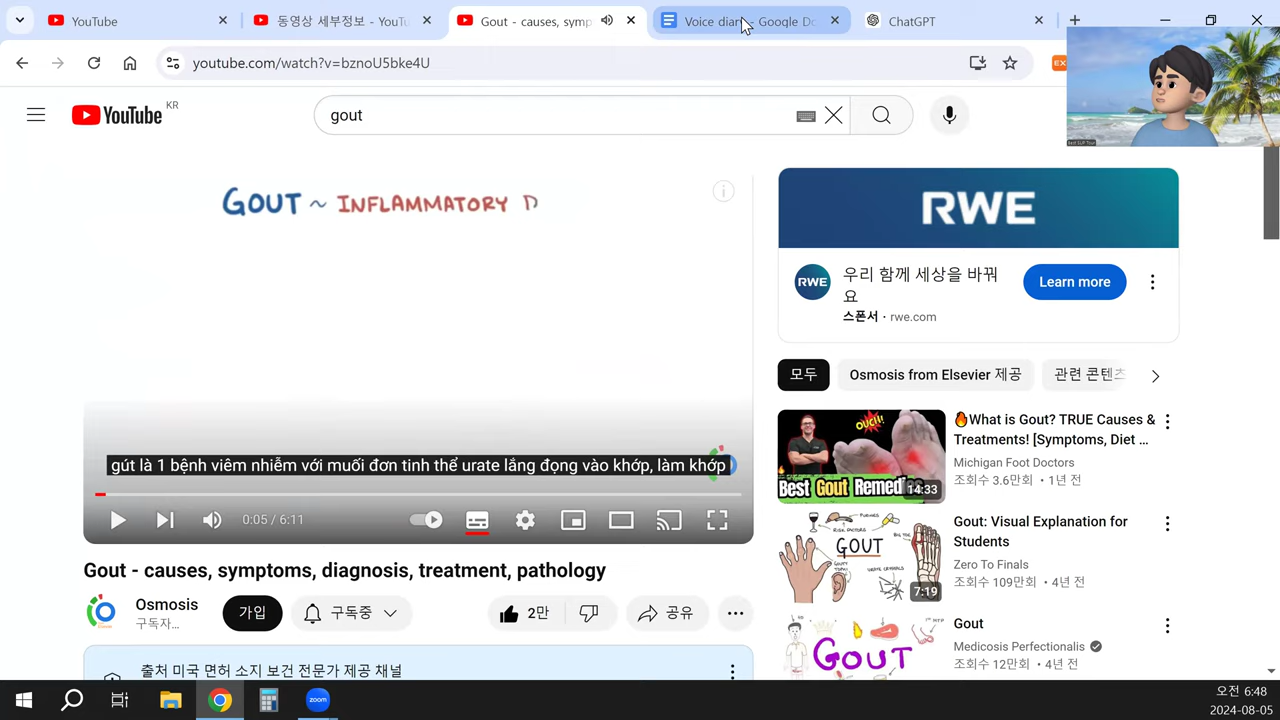 YouTube
동영상 세부정보 - YouTu
Gout - causes, symp
Voice diary - Google Do
ChatGPT
youtube.com/watch?v=bznoU5bke4U
YouTube KR
gout
GOUT ~ INFLAMMATORY
gút là 1 bệnh viêm nhiễm với muối đơn tinh thể urate lắng đọng vào khớp, làm khớp
0:05 / 6:11
Gout - causes, symptoms, diagnosis, treatment, pathology
Osmosis
구독자...
가입
구독중
2만
공유
출처 미국 면허 소지 보건 전문가 제공 채널
RWE
RWE
우리 함께 세상을 바꿔
요
스폰서 · rwe.com
Learn more
모두
Osmosis from Elsevier 제공
관련 콘텐츠
OUCH!
Best Gout Remedies
14:33
🔥What is Gout? TRUE Causes &
Treatments! [Symptoms, Diet ...
Michigan Foot Doctors
조회수 3.6만회 · 1년 전
GOUT
7:19
Gout: Visual Explanation for
Students
Zero To Finals
조회수 109만회 · 4년 전
GOUT
Gout
Medicosis Perfectionalis
조회수 12만회 · 4년 전
zoom
오전 6:48
2024-08-05